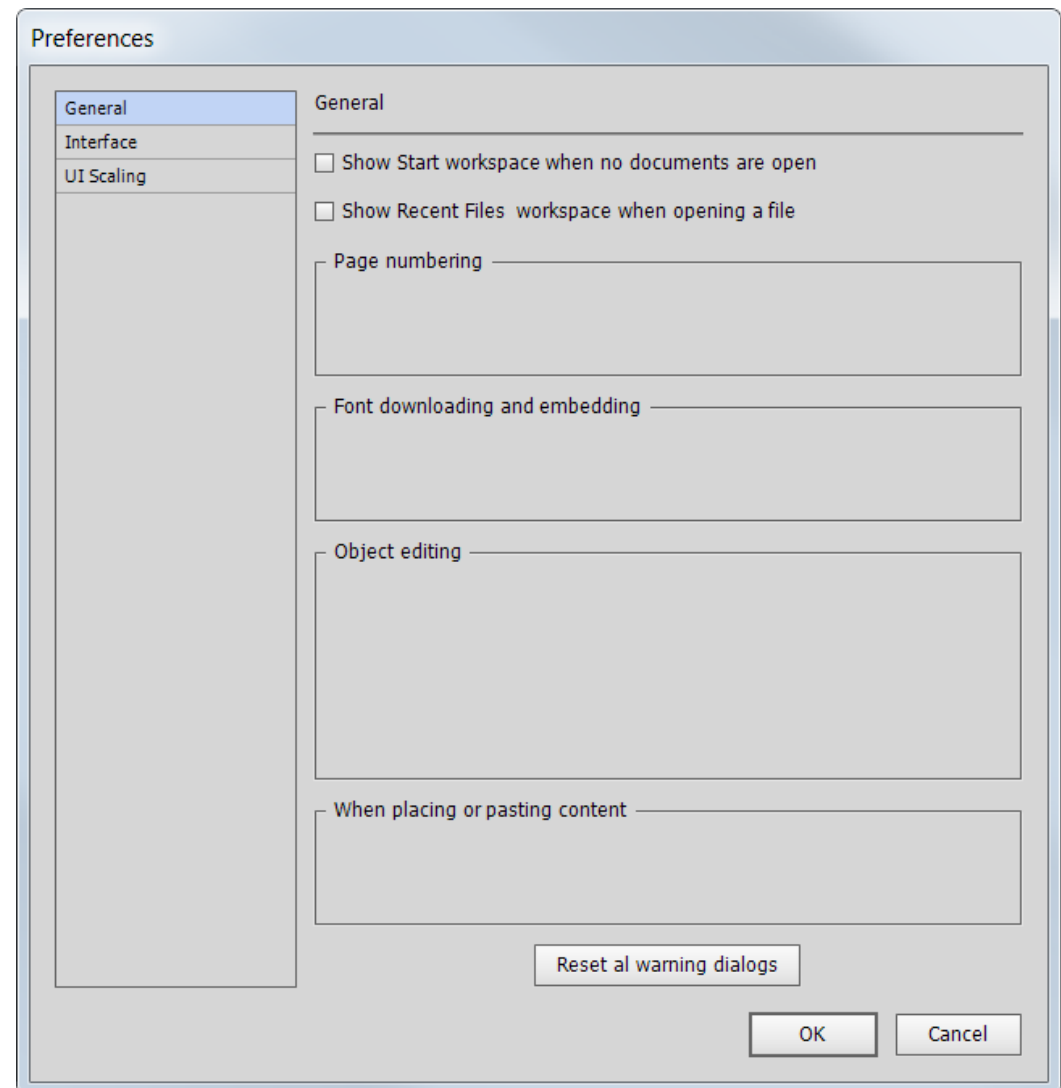 Preferences
General
Interface
UI Scaling
General
Show Start workspace when no documents are open
Show Recent Files  workspace when opening a file
Page numbering
Font downloading and embedding
Object editing
When placing or pasting content
Reset al warning dialogs
OK
Cancel